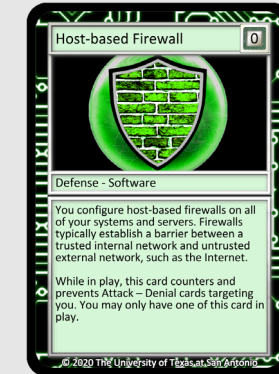 Host-based Firewall
0
Defense - Software
You configure host-based firewalls on all
of your systems and servers. Firewalls
typically establish a barrier between a
trusted internal network and untrusted
external network, such as the Internet.
While in play, this card counters and
prevents Attack – Denial cards targeting
you. You may only have one of this card in
play.
© 2020 The University of Texas at San Antonio